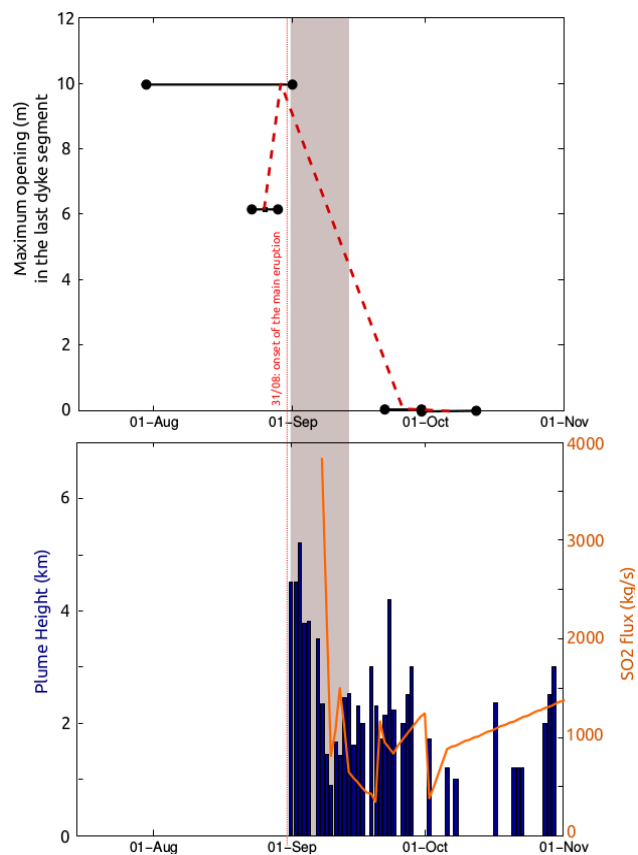 Maximum opening (m)
in the last dyke segment
12
10
8
6
4
2
0
31/08: onset of the main eruption
01-Aug
01-Sep
01-Oct
01-Nov
Plume Height (km)
6
4
2
0
SO2 flux (kg/s)
4000
3000
2000
1000
0
01-Aug
01-Sep
01-Oct
01-Nov